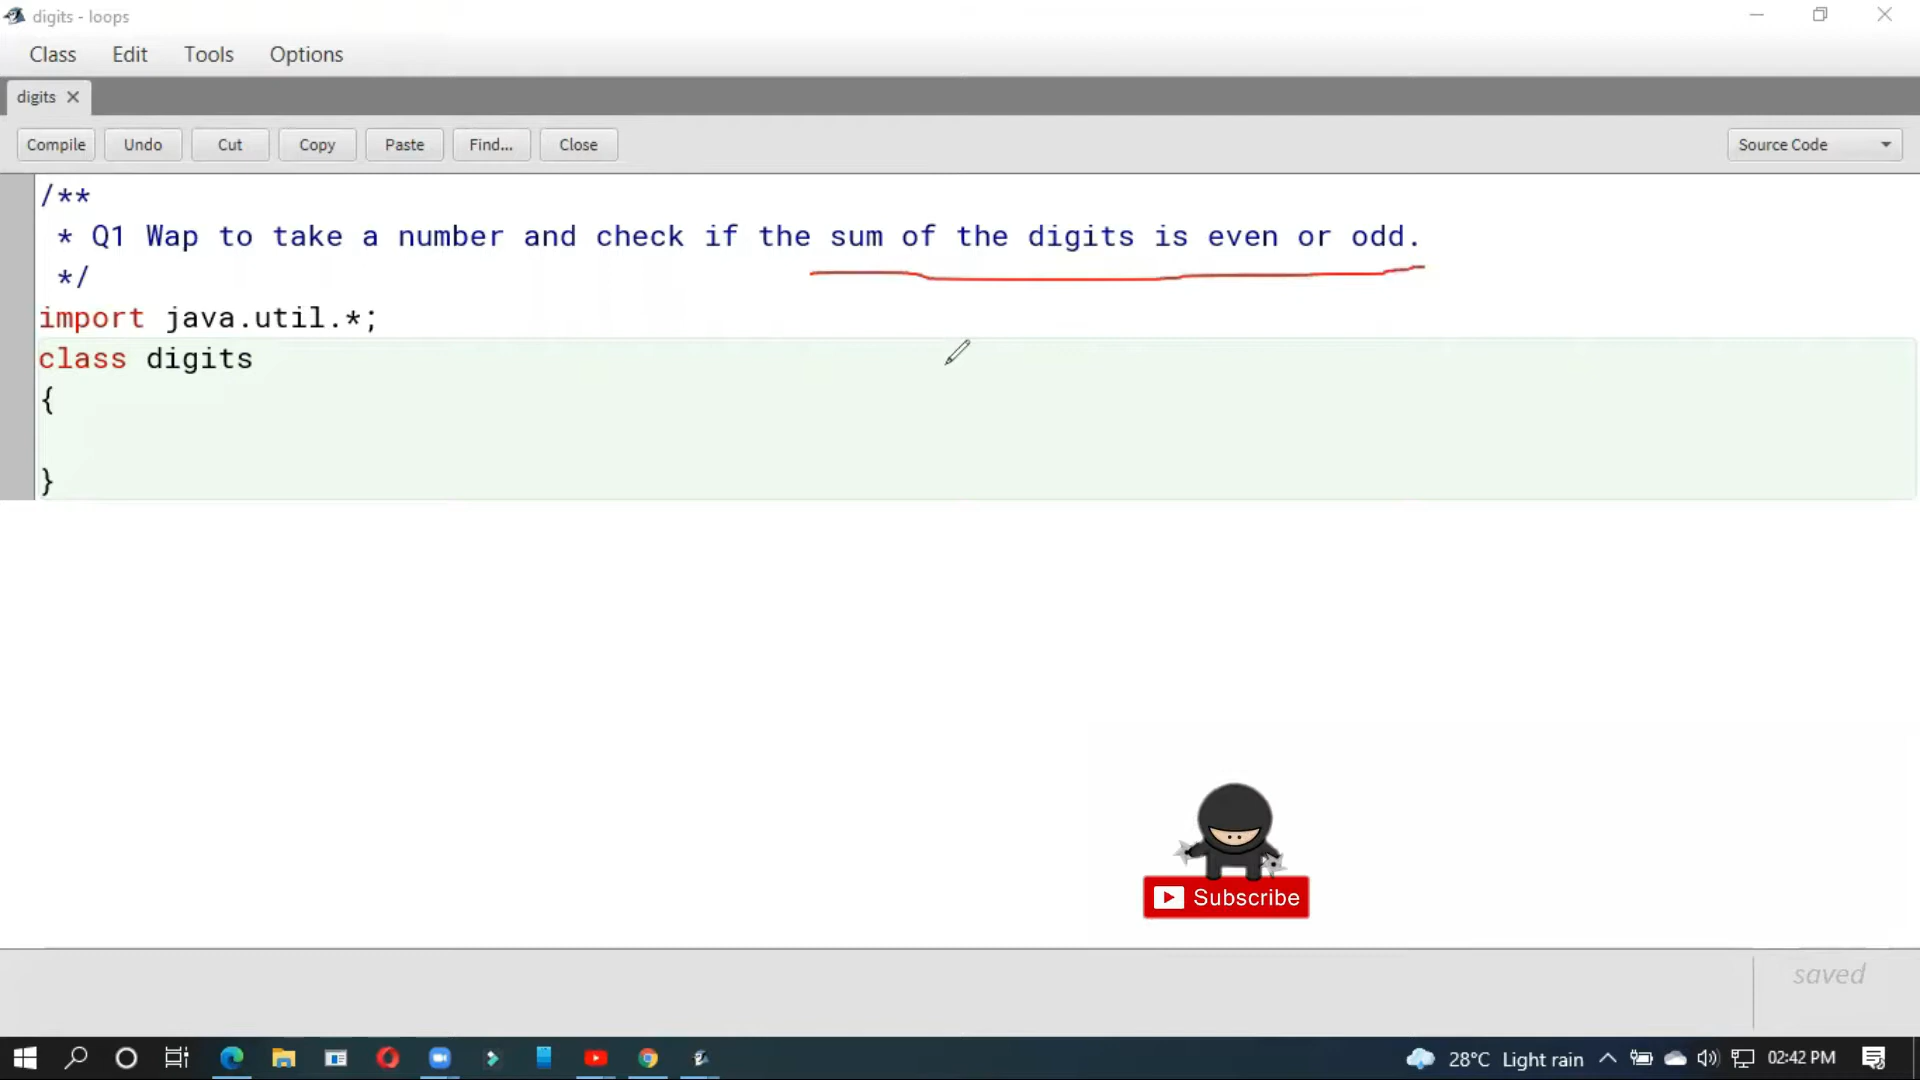 digits - loops
Class Edit Tools Options
digits
Compile Undo Cut Copy Paste Find... Close Source Code
/**
* Q1 Wap to take a number and check if the sum of the digits is even or odd.
*/
import java.util.*;
class digits
{
}
Subscribe
saved
28°C Light rain 02:42 PM